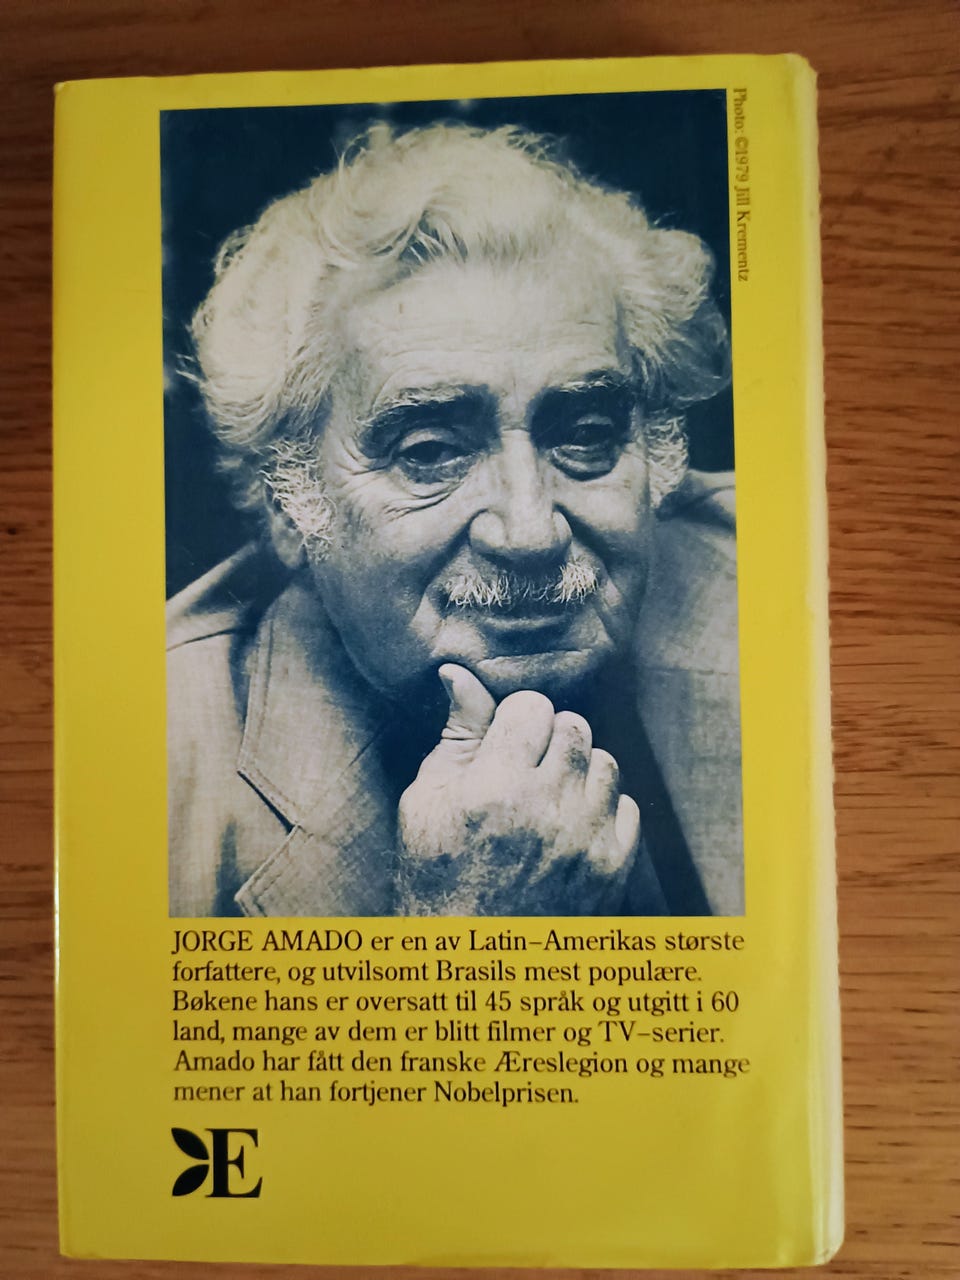 Photo: ©1979 Jill Krementz
JORGE AMADO er en av Latin-Amerikas største
forfattere, og utvilsomt Brasils mest populære.
Bøkene hans er oversatt til 45 språk og utgitt i 60
land, mange av dem er blitt filmer og TV-serier.
Amado har fått den franske Æreslegion og mange
mener at han fortjener Nobelprisen.
E